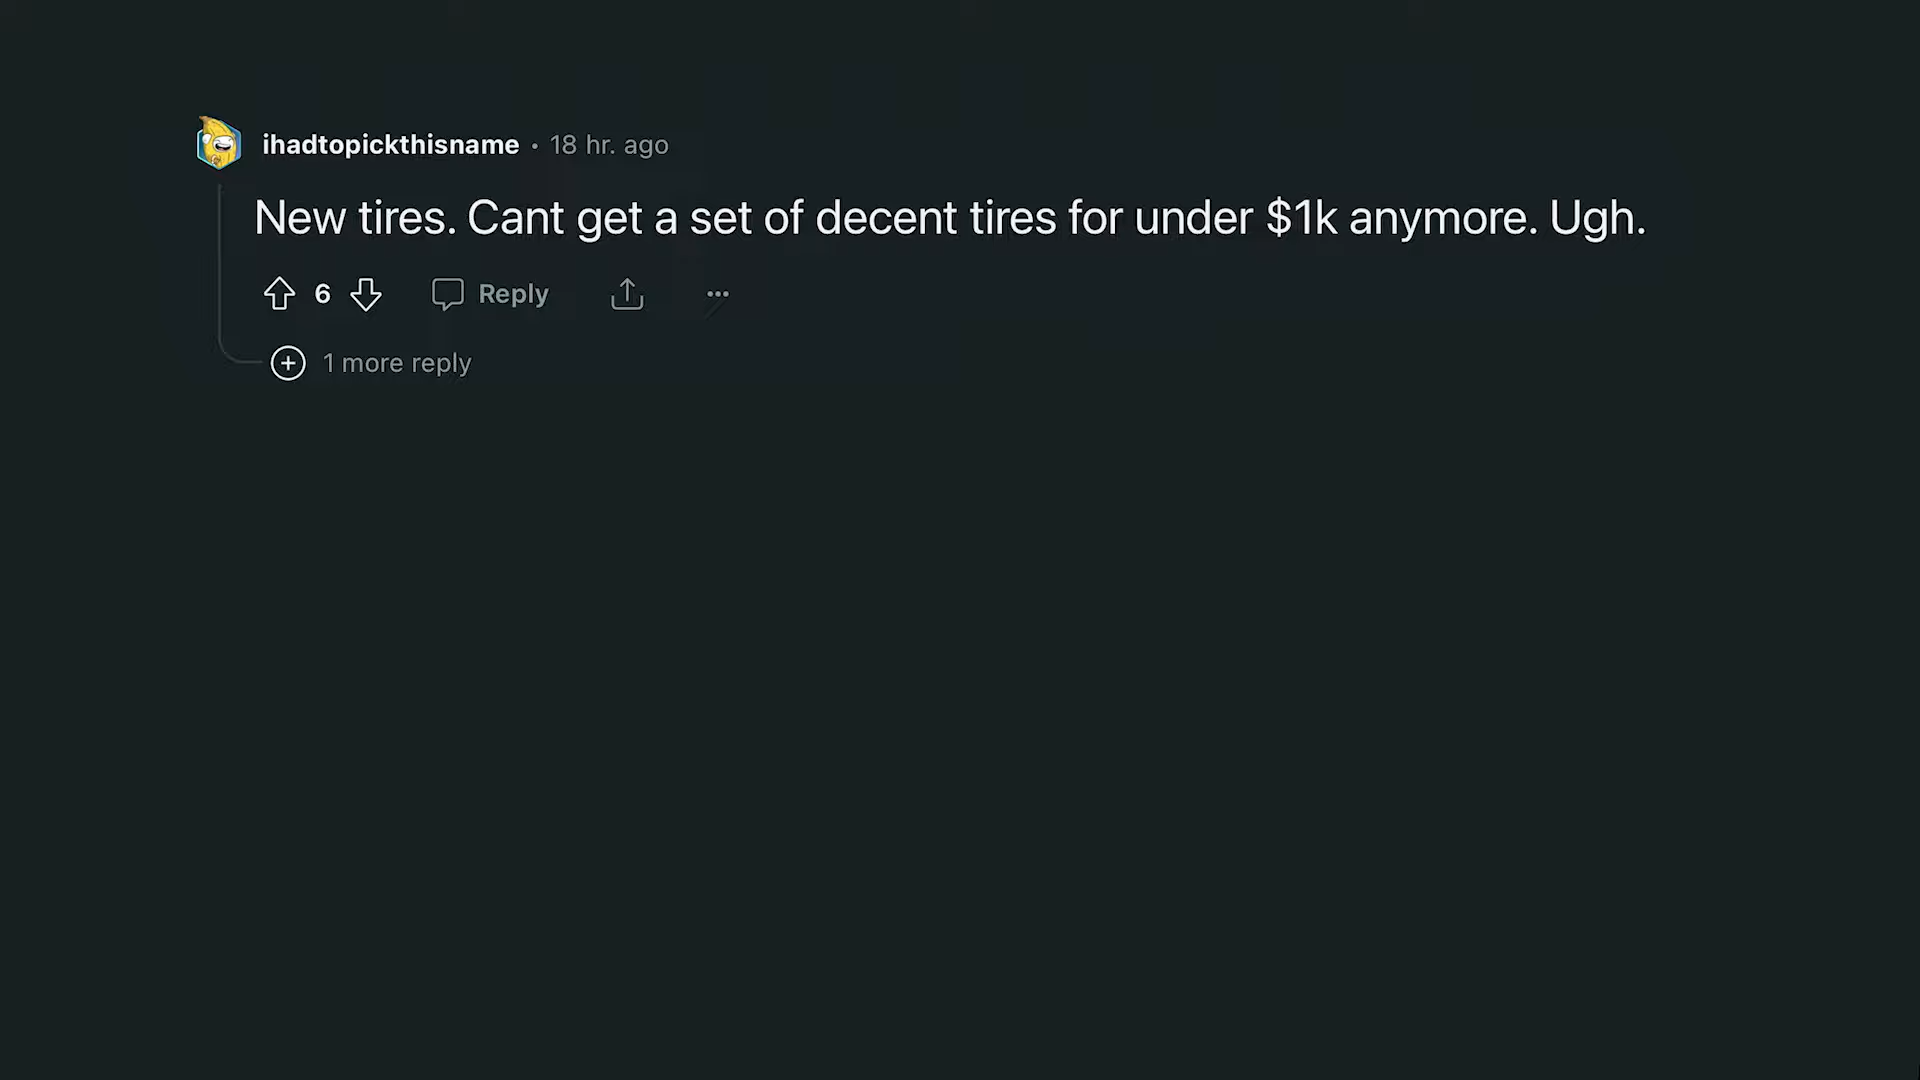 ihadtopickthisname · 18 hr. ago
New tires. Cant get a set of decent tires for under $1k anymore. Ugh.
6 Reply ...
1 more reply